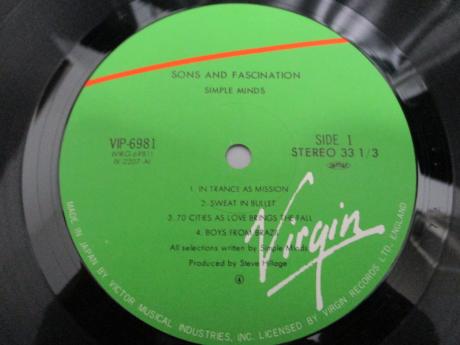 SONS AND FASCINATION
SIMPLE MINDS
VIP-6981
(VIRG-6981)
SIDE 1
STEREO 33 1/3
1. IN TRANCE AS MISSION
2. SWEAT IN BULLET
3. 70 CITIES AS LOVE BRINGS THE FALL
4. BOYS FROM BRAZIL
All selections written by Simple Minds
Produced by Steve Hillage
Virgin
MADE IN JAPAN BY VICTOR MUSICAL INDUSTRIES, INC. LICENSED BY VIRGIN RECORDS LTD, ENGLAND